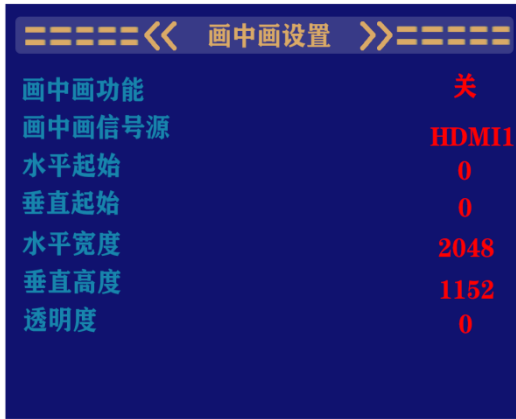 =====《 画中画设置 》=====
画中画功能 关
画中画信号源 HDMI1
水平起始 0
垂直起始 0
水平宽度 2048
垂直高度 1152
透明度 0